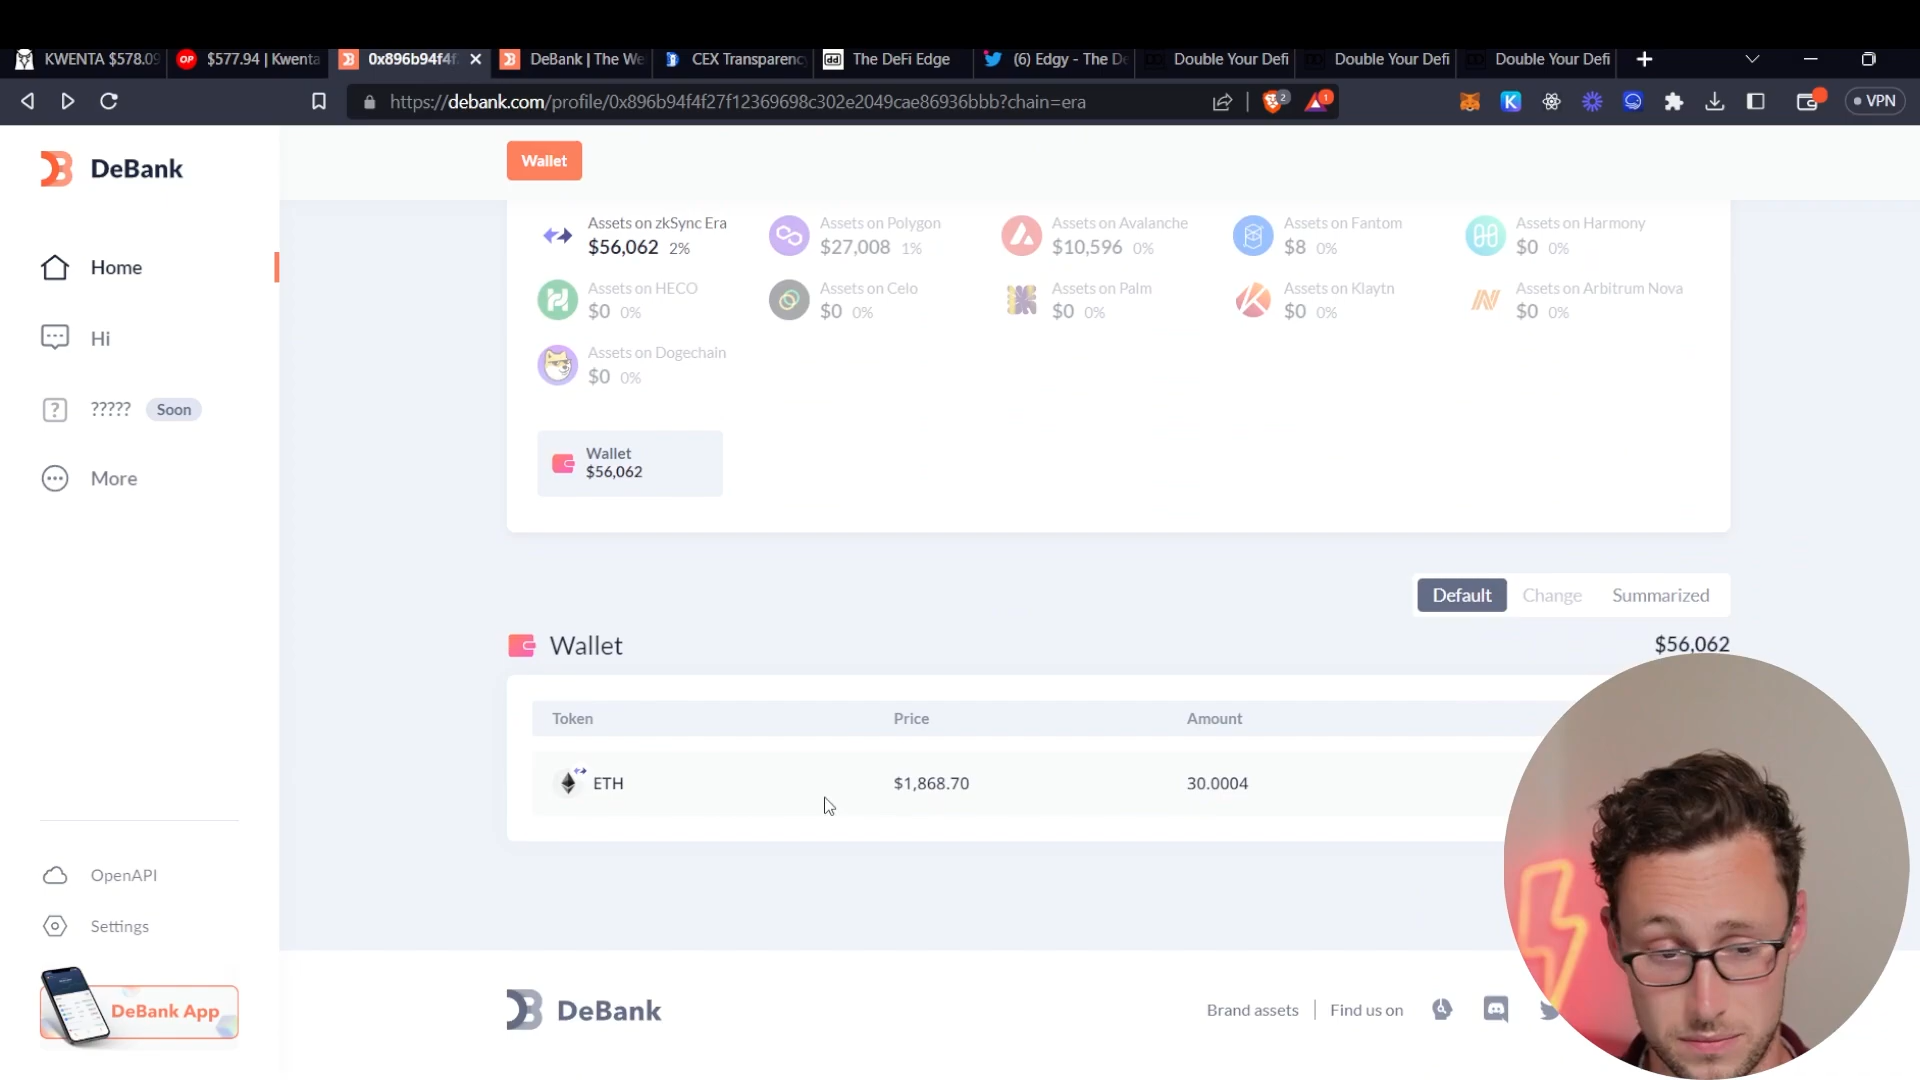 KWENTA $578.09
$577.94 | Kwenta
0x896b94f4f
DeBank | The We
CEX Transparenc
The DeFi Edge
(6) Edgy - The De
Double Your Defi
Double Your Defi
Double Your Defi
https://debank.com/profile/0x896b94f4f27f12369698c302e2049cae86936bbb?chain=era
2
1
VPN
DeBank
Home
Hi
????? Soon
More
OpenAPI
Settings
DeBank App
Wallet
Assets on zkSync Era
$56,062 2%
Assets on Polygon
$27,008 1%
Assets on Avalanche
$10,596 0%
Assets on Fantom
$8 0%
Assets on Harmony
$0 0%
Assets on HECO
$0 0%
Assets on Celo
$0 0%
Assets on Palm
$0 0%
Assets on Klaytn
$0 0%
Assets on Arbitrum Nova
$0 0%
Assets on Dogechain
$0 0%
Wallet
$56,062
Default Change Summarized
Wallet $56,062
Token Price Amount
ETH $1,868.70 30.0004
DeBank
Brand assets | Find us on